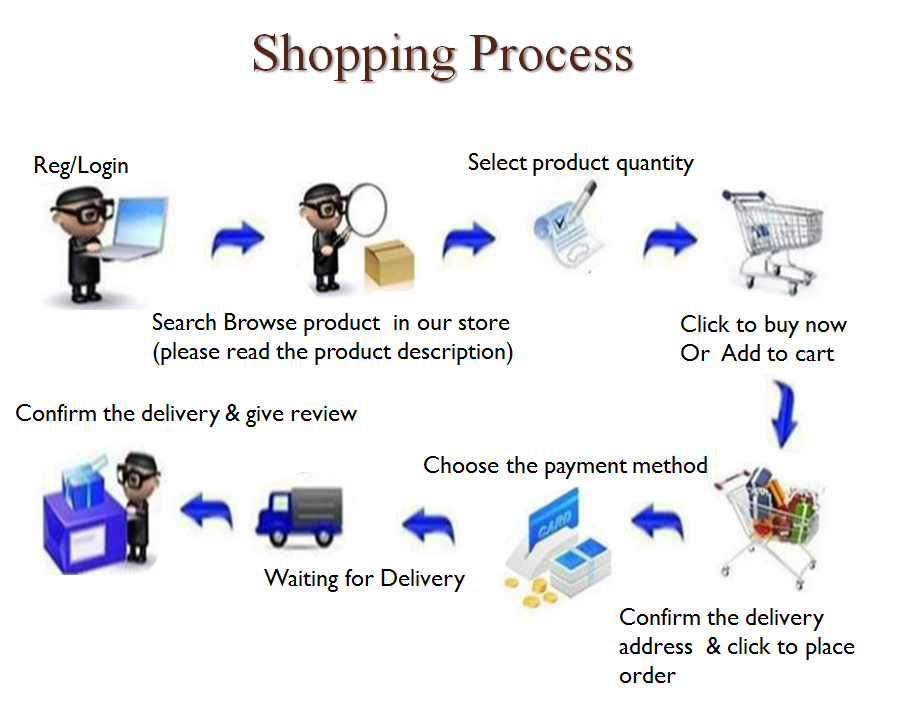 Shopping Process
Reg/Login
Search Browse product in our store
(please read the product description)
Select product quantity
Click to buy now
Or Add to cart
Confirm the delivery
address & click to place
order
Choose the payment method
CARD
Waiting for Delivery
Confirm the delivery & give review